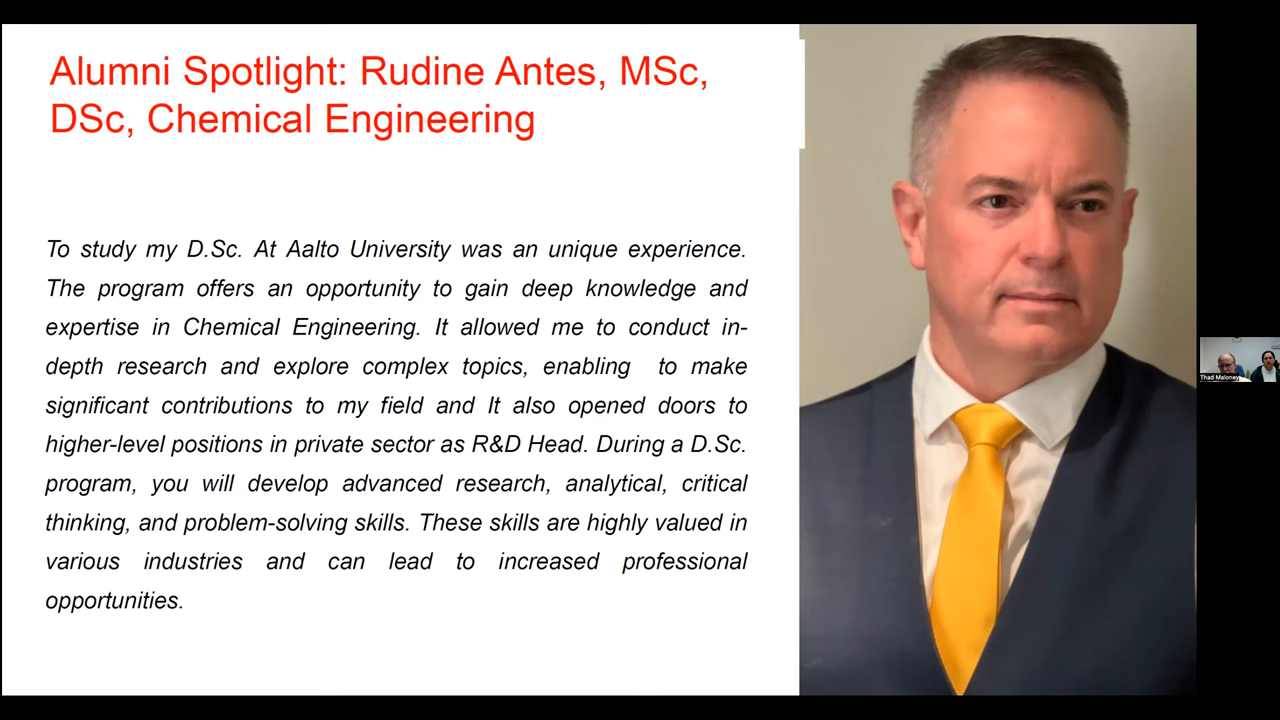 Alumni Spotlight: Rudine Antes, MSc,
DSc, Chemical Engineering
To study my D.Sc. At Aalto University was an unique experience.
The program offers an opportunity to gain deep knowledge and
expertise in Chemical Engineering. It allowed me to conduct in-
depth research and explore complex topics, enabling to make
significant contributions to my field and It also opened doors to
higher-level positions in private sector as R&D Head. During a D.Sc.
program, you will develop advanced research, analytical, critical
thinking, and problem-solving skills. These skills are highly valued in
various industries and can lead to increased professional
opportunities.
Thad Maloney